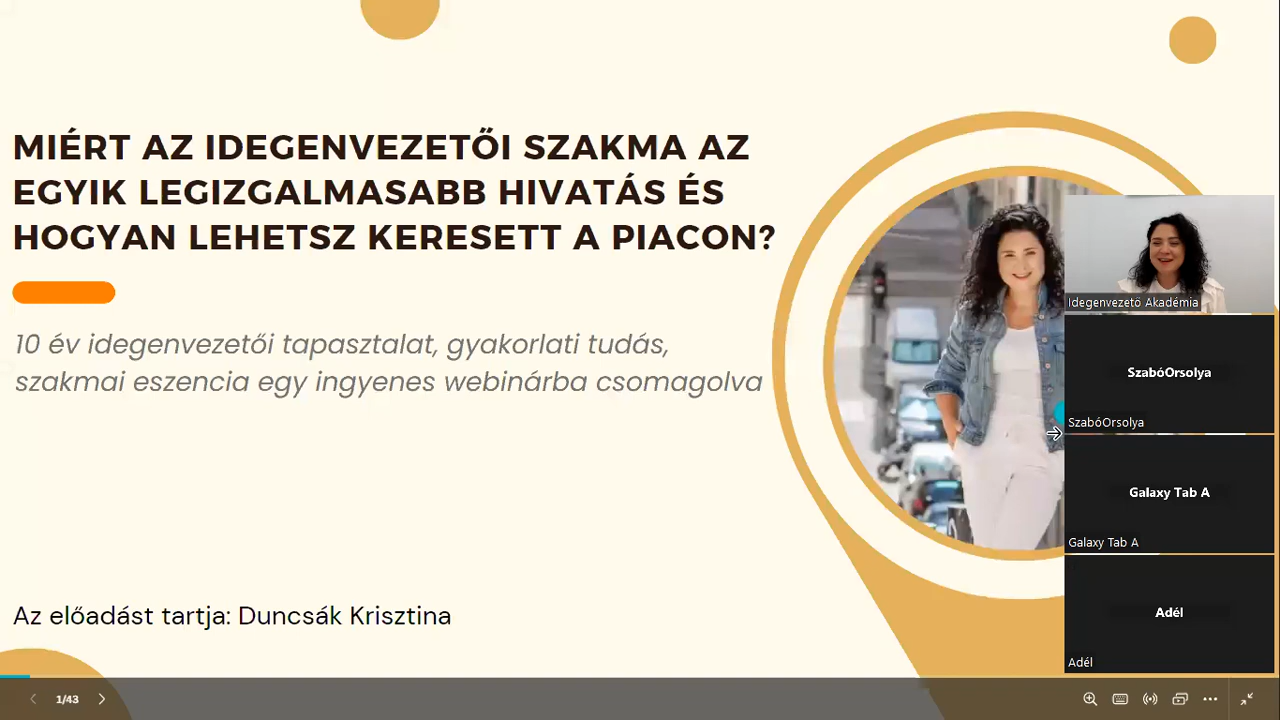 MIÉRT AZ IDEGENVEZETŐI SZAKMA AZ
EGYIK LEGIZGALMASABB HIVATÁS ÉS
HOGYAN LEHETSZ KERESETT A PIACON?
10 év idegenvezetői tapasztalat, gyakorlati tudás,
szakmai eszencia egy ingyenes webinárba csomagolva
Az előadást tartja: Duncsák Krisztina
Idegenvezető Akadémia
SzabóOrsolya
SzabóOrsolya
Galaxy Tab A
Galaxy Tab A
Adél
Adél
1/43